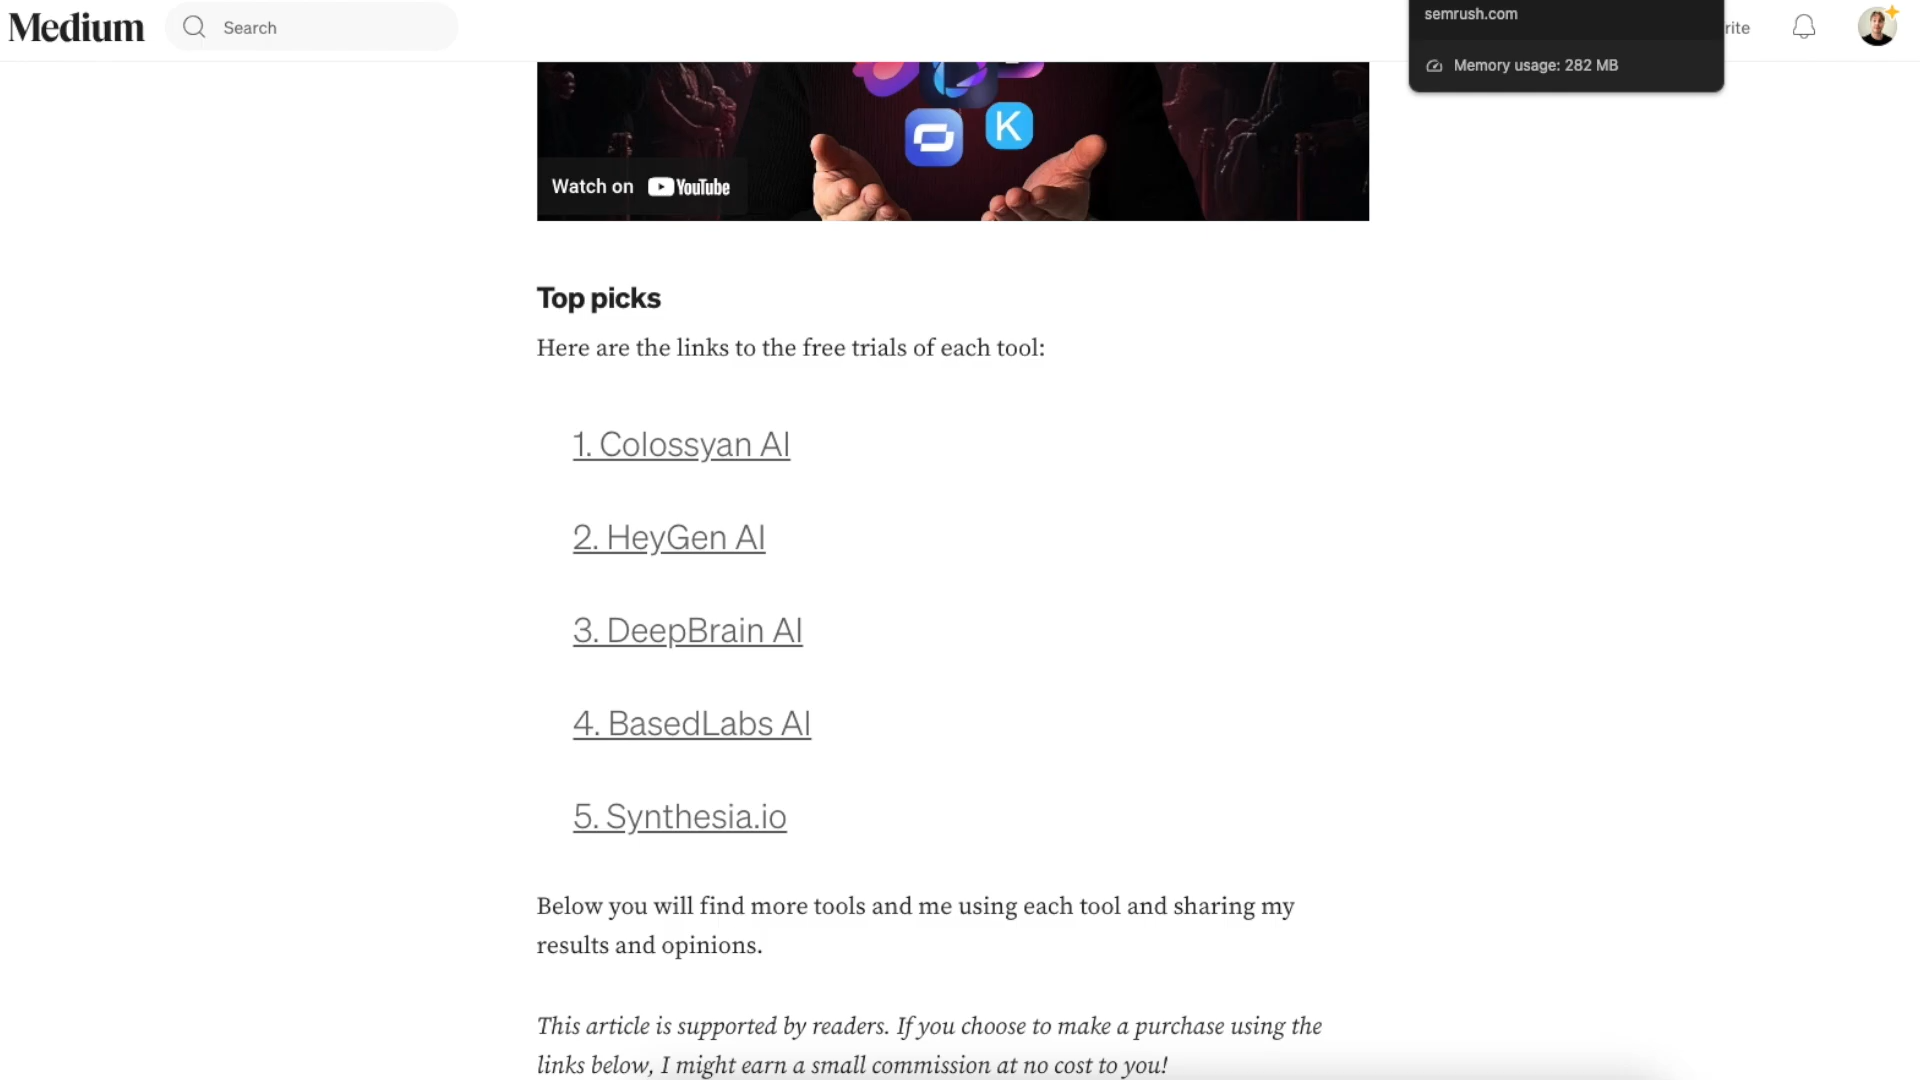 Medium
Search
semrush.com
Memory usage: 282 MB
rite
K
Watch on YouTube
Top picks
Here are the links to the free trials of each tool:
1. Colossyan AI
2. HeyGen AI
3. DeepBrain AI
4. BasedLabs AI
5. Synthesia.io
Below you will find more tools and me using each tool and sharing my
results and opinions.
This article is supported by readers. If you choose to make a purchase using the
links below, I might earn a small commission at no cost to you!